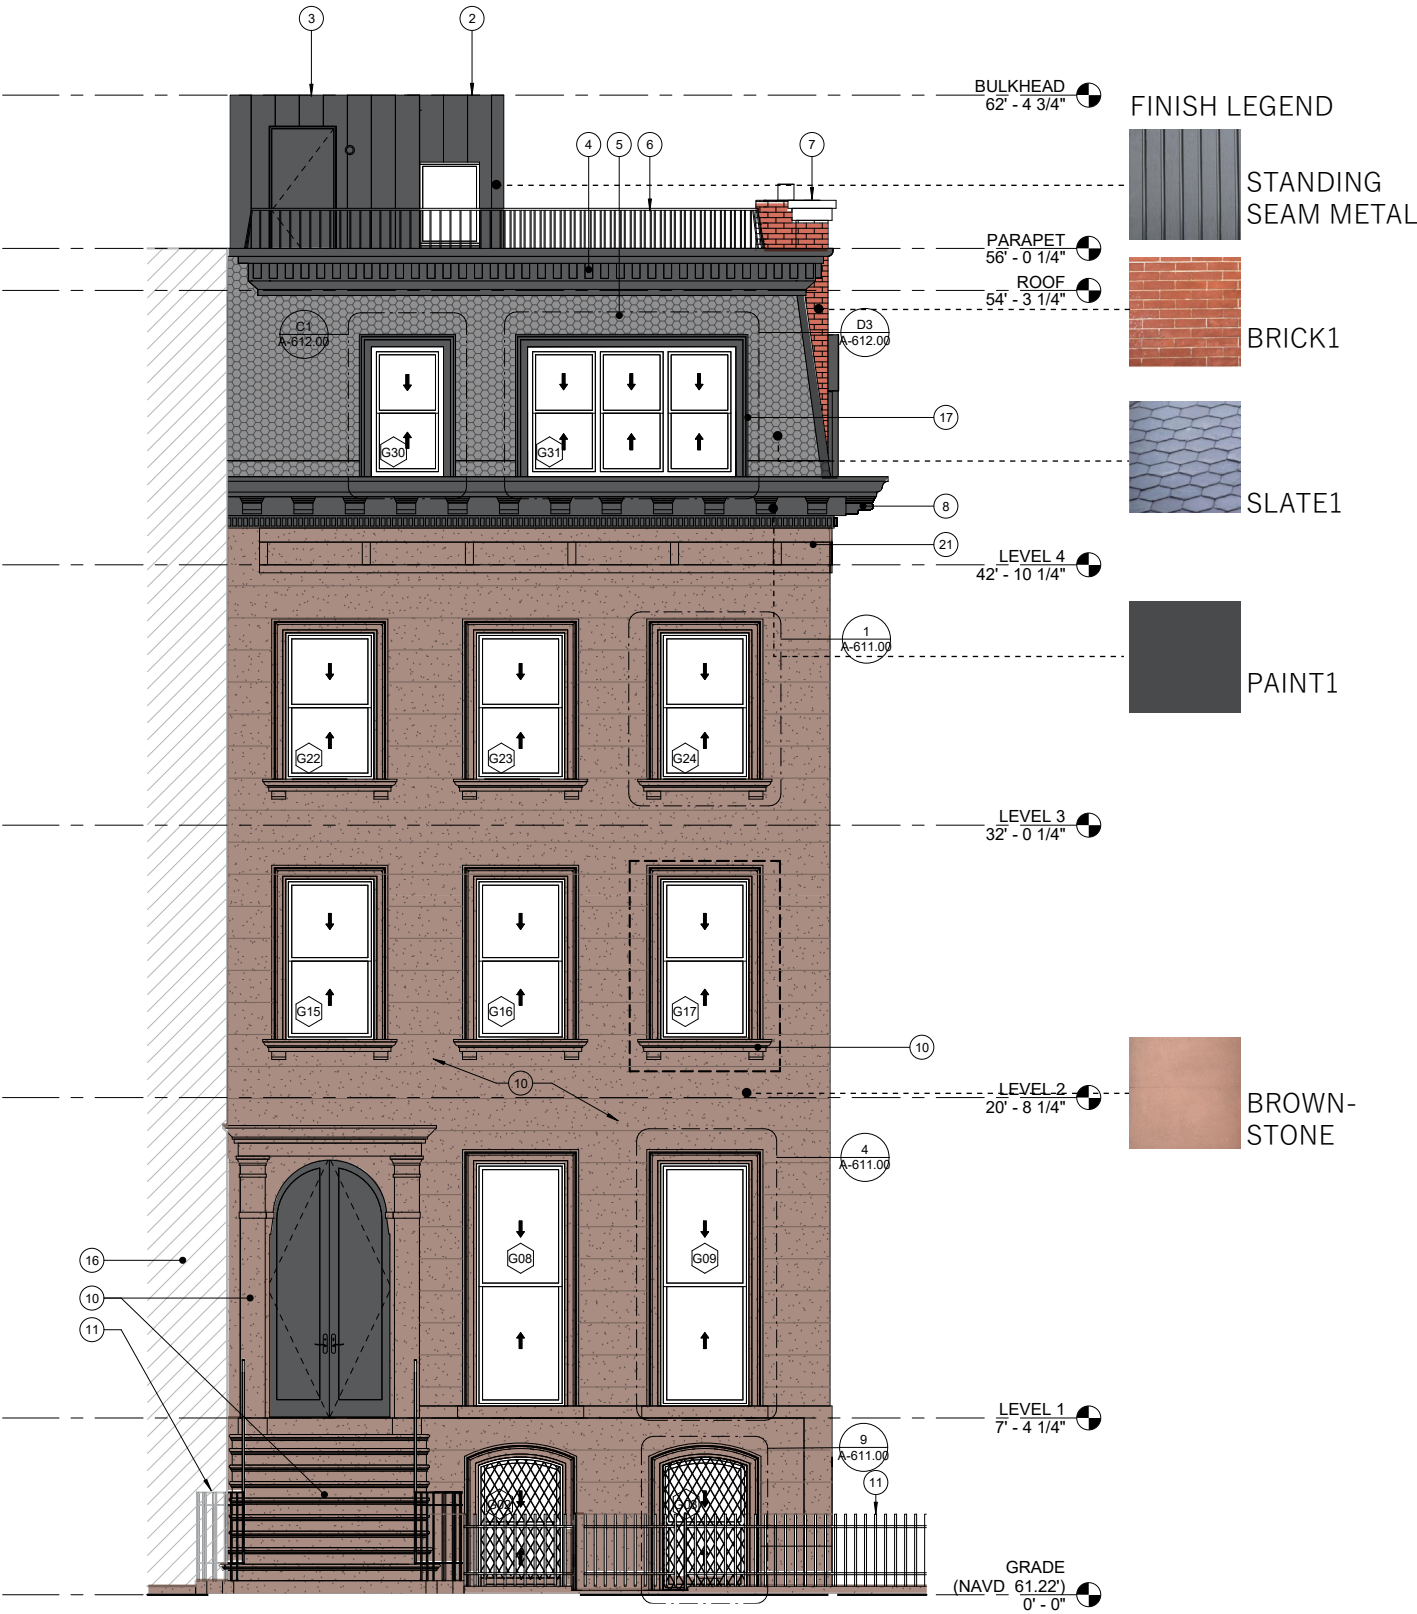 3
2
BULKHEAD
62' - 4 3/4"
FINISH LEGEND
4
5
6
7
STANDING
SEAM METAL
PARAPET
56' - 0 1/4"
ROOF
54' - 3 1/4"
C1
A-612.00
D3
A-612.00
BRICK1
17
G30
G31
SLATE1
8
21
LEVEL 4
42' - 10 1/4"
1
A-611.00
PAINT1
G22
G23
G24
LEVEL 3
32' - 0 1/4"
G15
G16
G17
10
10
LEVEL 2
20' - 8 1/4"
BROWN-
STONE
4
A-611.00
16
G08
G09
10
11
LEVEL 1
7' - 4 1/4"
9
A-611.00
11
GRADE
(NAVD 61.22')
0' - 0"